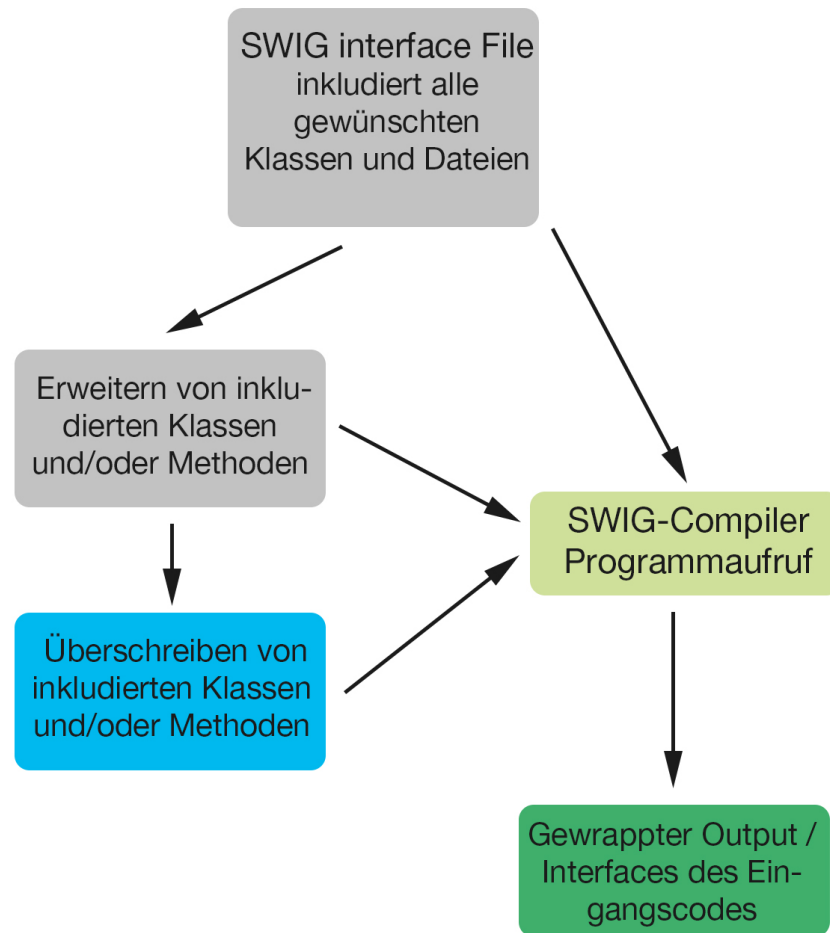 SWIG interface File
inkludiert alle
gewünschten
Klassen und Dateien
Erweitern von inklu-
dierten Klassen
und/oder Methoden
SWIG-Compiler
Programmaufruf
Überschreiben von
inkludierten Klassen
und/oder Methoden
Gewrappter Output /
Interfaces des Ein-
gangscodes